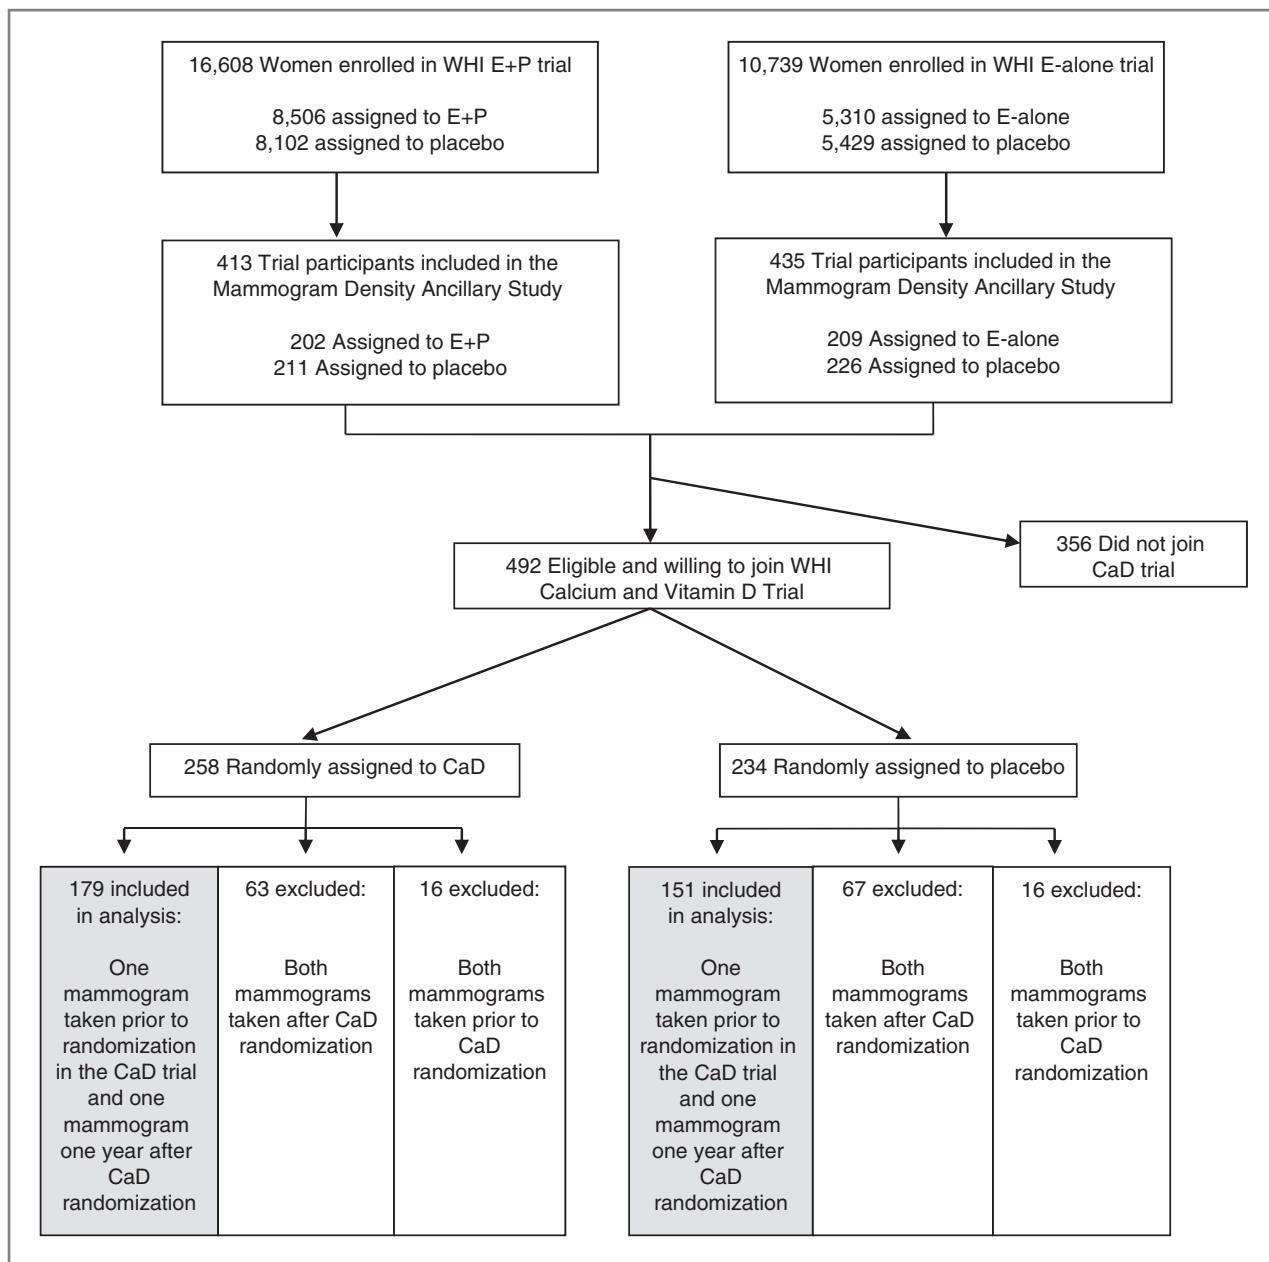 16,608 Women enrolled in WHI E+P trial
8,506 assigned to E+P
8,102 assigned to placebo
10,739 Women enrolled in WHI E-alone trial
5,310 assigned to E-alone
5,429 assigned to placebo
413 Trial participants included in the
Mammogram Density Ancillary Study
202 Assigned to E+P
211 Assigned to placebo
435 Trial participants included in the
Mammogram Density Ancillary Study
209 Assigned to E-alone
226 Assigned to placebo
356 Did not join
CaD trial
492 Eligible and willing to join WHI
Calcium and Vitamin D Trial
258 Randomly assigned to CaD
234 Randomly assigned to placebo
179 included
in analysis:
One
mammogram
taken prior to
randomization
in the CaD trial
and one
mammogram
one year after
CaD
randomization
63 excluded:
Both
mammograms
taken after CaD
randomization
16 excluded:
Both
mammograms
taken prior to
CaD
randomization
151 included
in analysis:
One
mammogram
taken prior to
randomization in
the CaD trial
and one
mammogram
one year after
CaD
randomization
67 excluded:
Both
mammograms
taken after CaD
randomization
16 excluded:
Both
mammograms
taken prior to
CaD
randomization